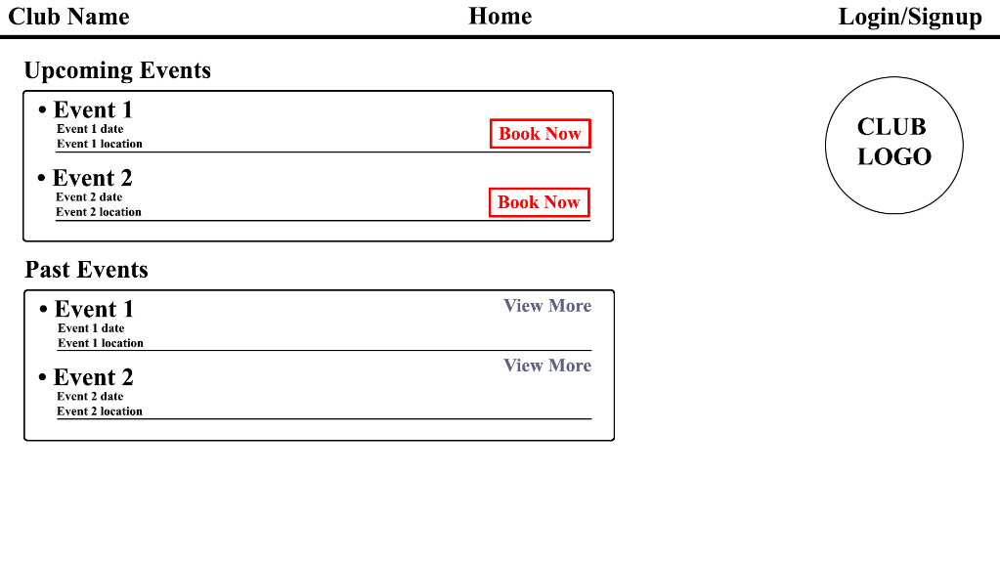 Club Name
Home
Login/Signup
Upcoming Events
• Event 1
Event 1 date
Event 1 location
Book Now
• Event 2
Event 2 date
Event 2 location
Book Now
CLUB
LOGO
Past Events
• Event 1
Event 1 date
Event 1 location
View More
• Event 2
Event 2 date
Event 2 location
View More